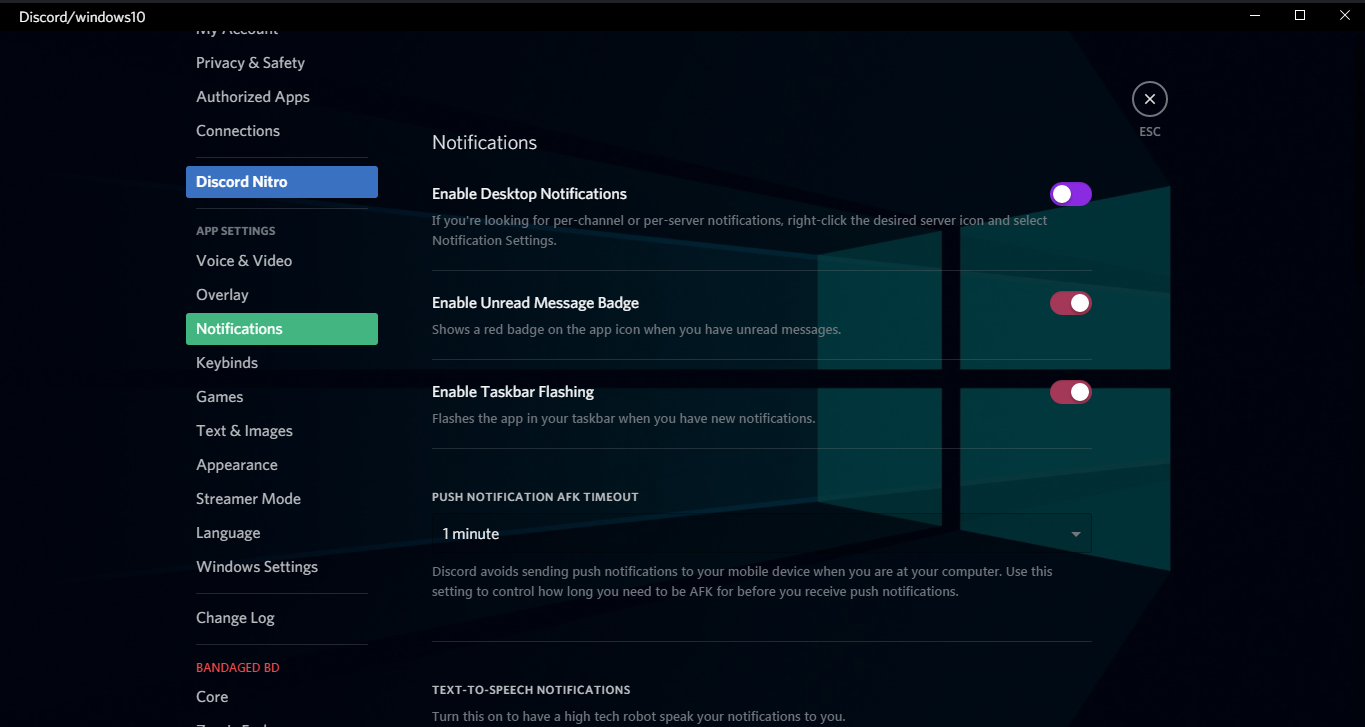 Discord/windows10
My Account
Privacy & Safety
Authorized Apps
Connections
Discord Nitro
APP SETTINGS
Voice & Video
Overlay
Notifications
Keybinds
Games
Text & Images
Appearance
Streamer Mode
Language
Windows Settings
Change Log
BANDAGED BD
Core
Notifications
ESC
Enable Desktop Notifications
If you're looking for per-channel or per-server notifications, right-click the desired server icon and select
Notification Settings.
Enable Unread Message Badge
Shows a red badge on the app icon when you have unread messages.
Enable Taskbar Flashing
Flashes the app in your taskbar when you have new notifications.
PUSH NOTIFICATION AFK TIMEOUT
1 minute
Discord avoids sending push notifications to your mobile device when you are at your computer. Use this
setting to control how long you need to be AFK for before you receive push notifications.
TEXT-TO-SPEECH NOTIFICATIONS
Turn this on to have a high tech robot speak your notifications to you.